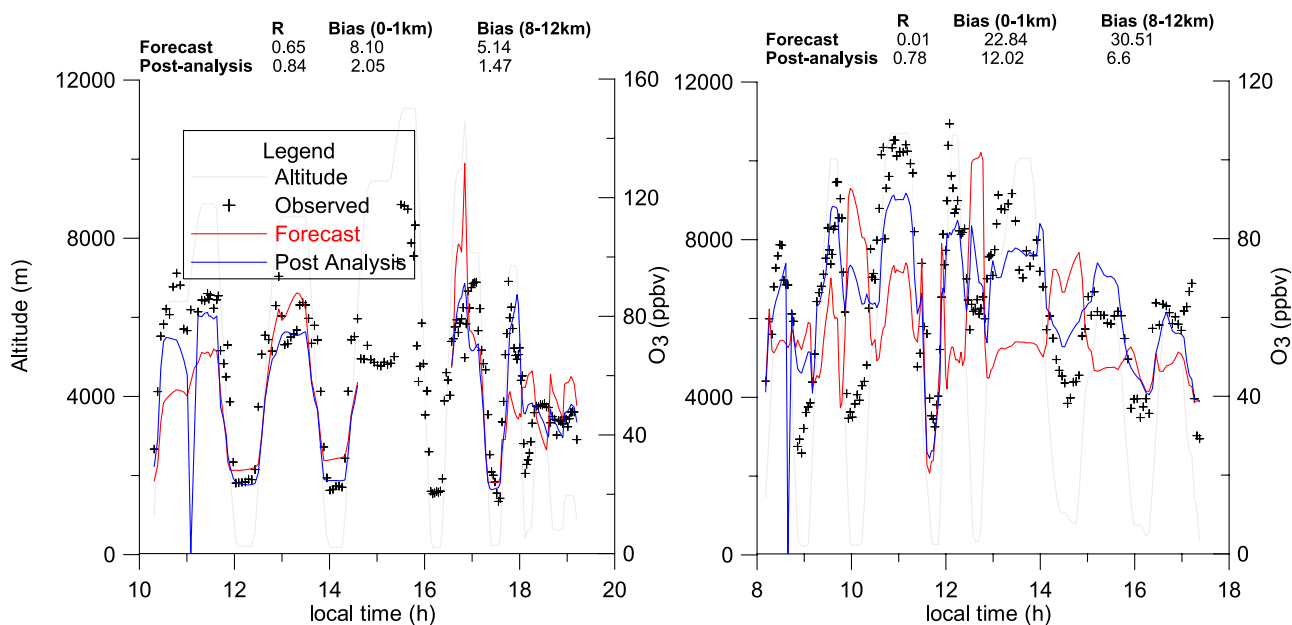 R Bias (0-1km) Bias (8-12km)
Forecast 0.65 8.10 5.14
Post-analysis 0.84 2.05 1.47
12000
8000
4000
0
Altitude (m)
160
120
80
40
0
O3 (ppbv)
Legend
Altitude
Observed
Forecast
Post Analysis
10 12 14 16 18 20
local time (h)
R Bias (0-1km) Bias (8-12km)
Forecast 0.01 22.84 30.51
Post-analysis 0.78 12.02 6.6
12000
8000
4000
0
120
80
40
0
O3 (ppbv)
8 10 12 14 16 18
local time (h)